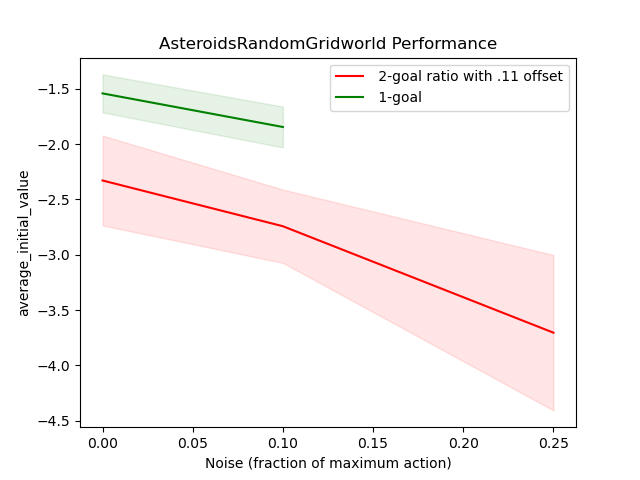 AsteroidsRandomGridworld Performance
2-goal ratio with .11 offset
1-goal
average_initial_value
−1.5
−2.0
−2.5
−3.0
−3.5
−4.0
−4.5
0.00 0.05 0.10 0.15 0.20 0.25
Noise (fraction of maximum action)